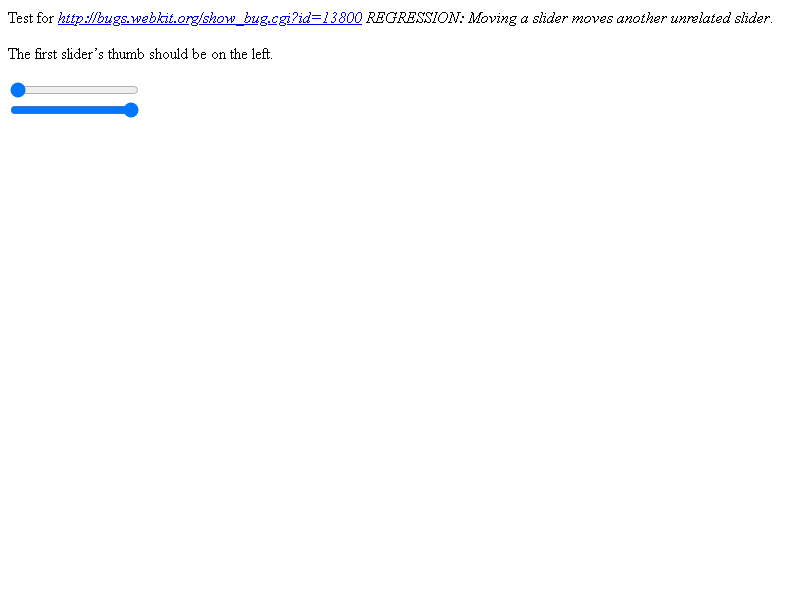 Test for http://bugs.webkit.org/show_bug.cgi?id=13800 REGRESSION: Moving a slider moves another unrelated slider.
The first slider’s thumb should be on the left.